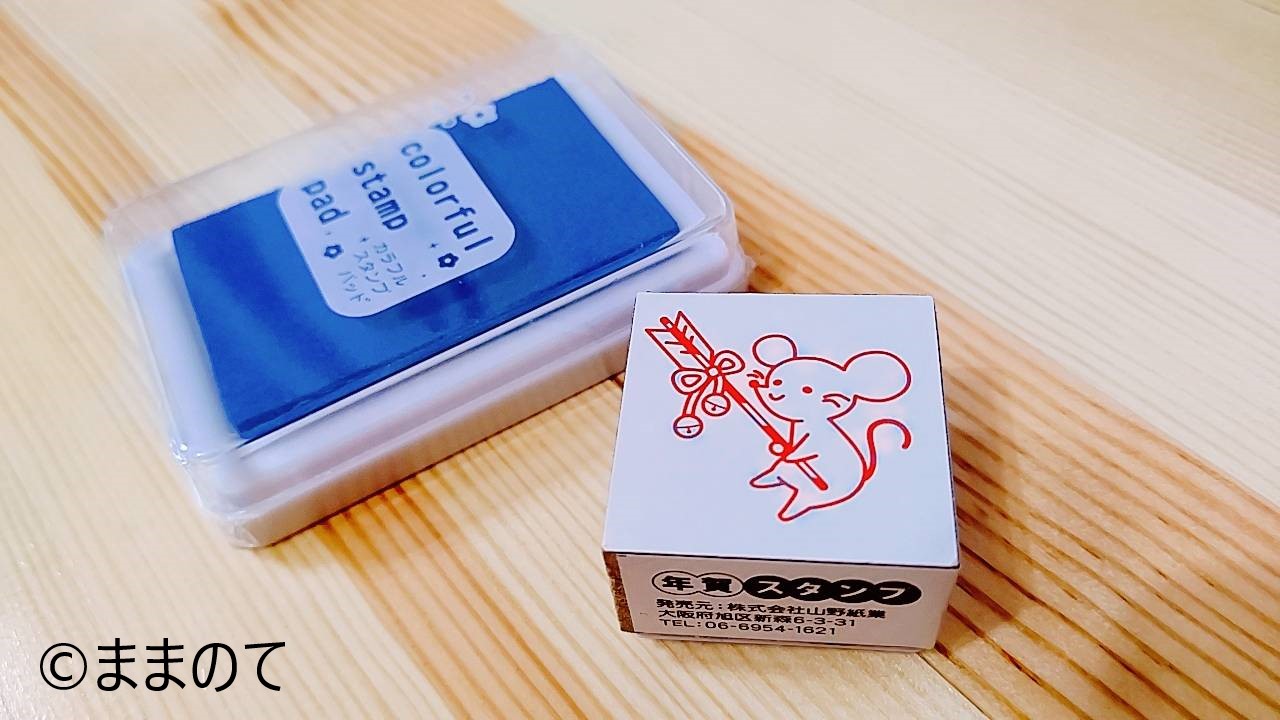 colorful
stamp
pad
カラフル
スタンプ
パッド
年賀スタンプ
発売元:株式会社山野紙業
大阪府旭区新森6-3-31
TEL:06-6954-1621
©ままのて